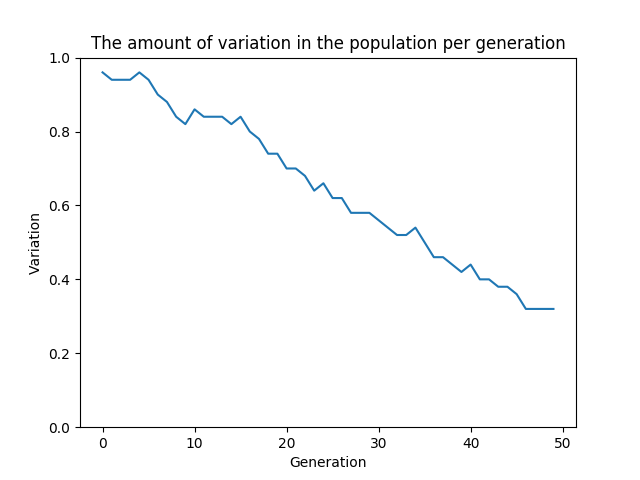 The amount of variation in the population per generation
1.0
0.8
0.6
0.4
0.2
0.0
Variation
0 10 20 30 40 50
Generation